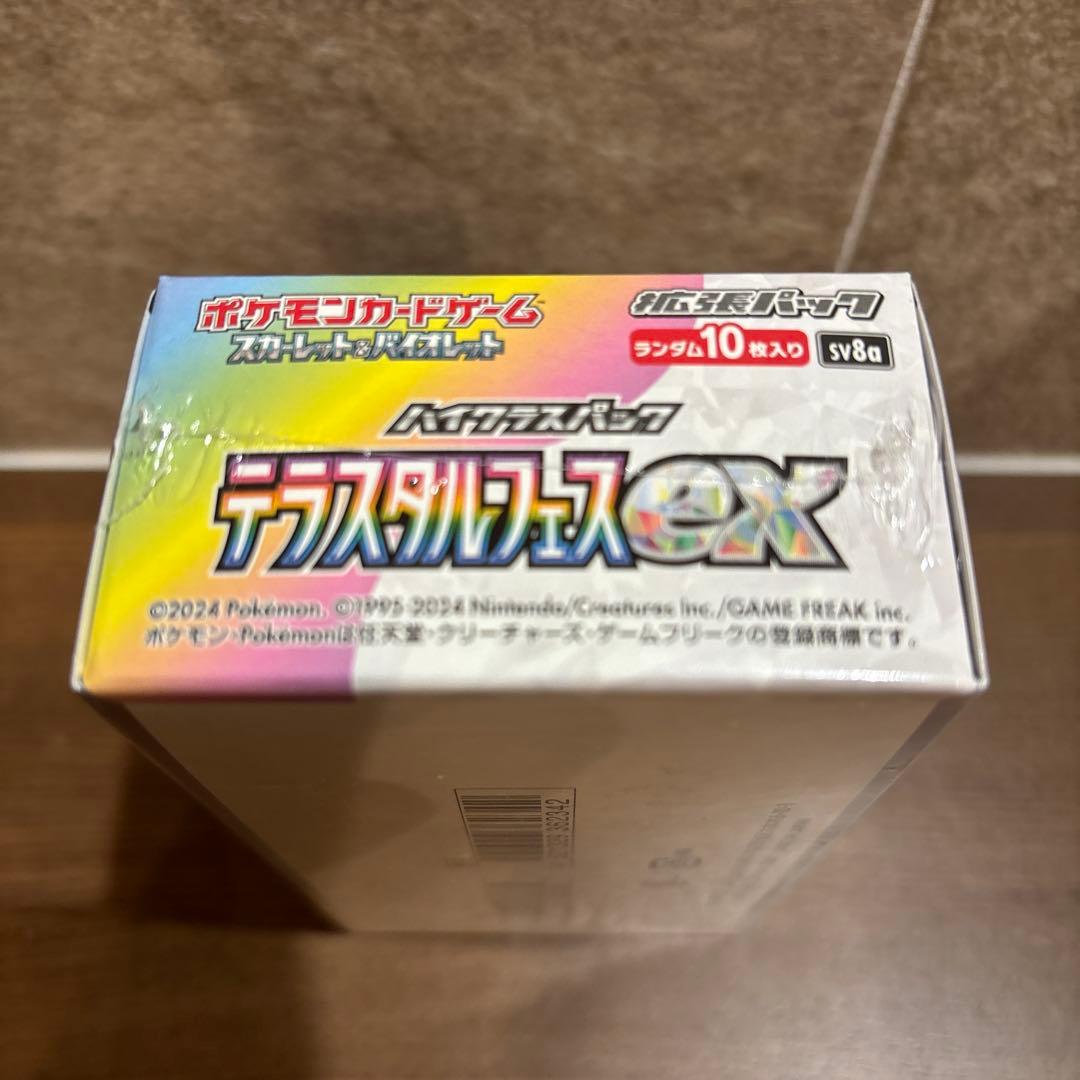 ポケモンカードゲーム
スカーレット&バイオレット
拡張パック
ランダム10枚入り sv8a
ハイクラスパック
テラスタルフェスex
©2024 Pokémon. ©1995-2024 Nintendo/Creatures Inc./GAME FREAK inc.
ポケモン・Pokémonは任天堂・クリーチャーズ・ゲームフリークの登録商標です。
362342